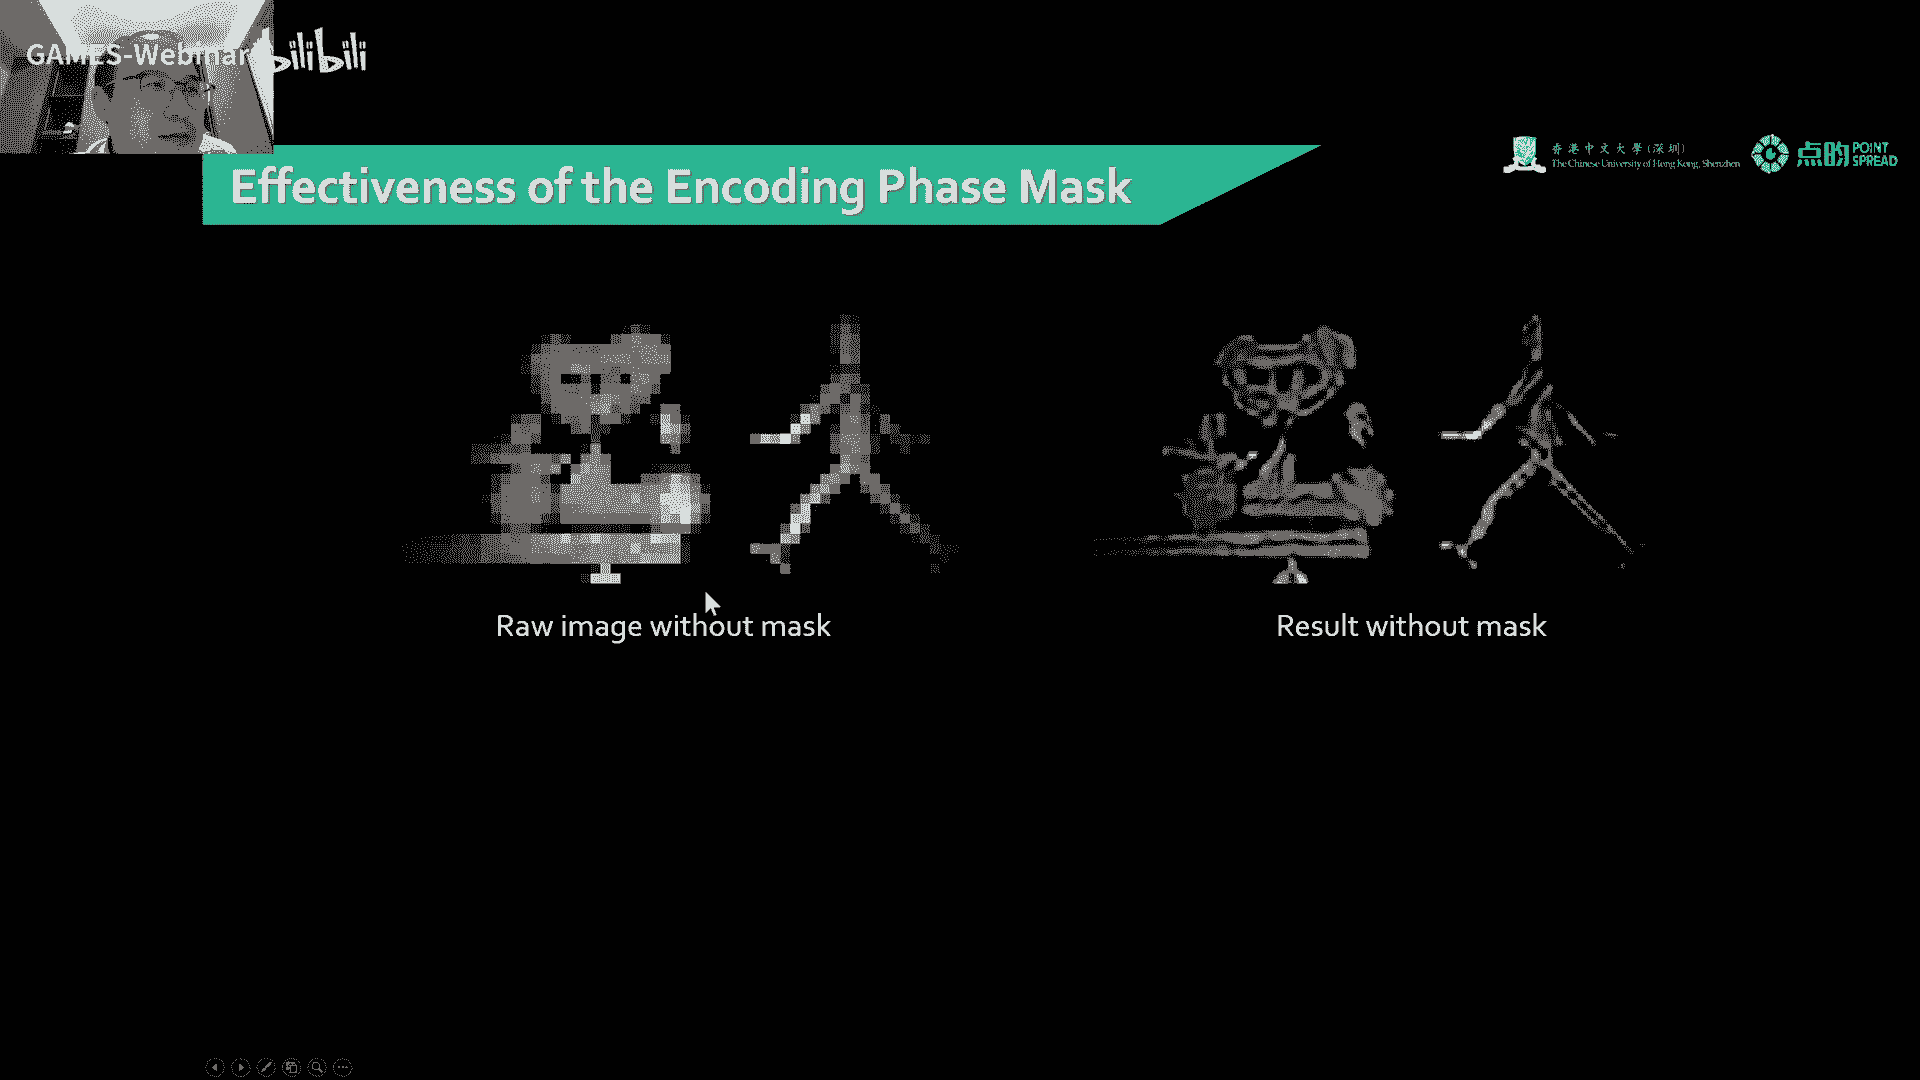 GAMES-Webinar bilibili
香港中文大學(深圳)
The Chinese University of Hong Kong, Shenzhen
点昀 POINT SPREAD
Effectiveness of the Encoding Phase Mask
Raw image without mask
Result without mask